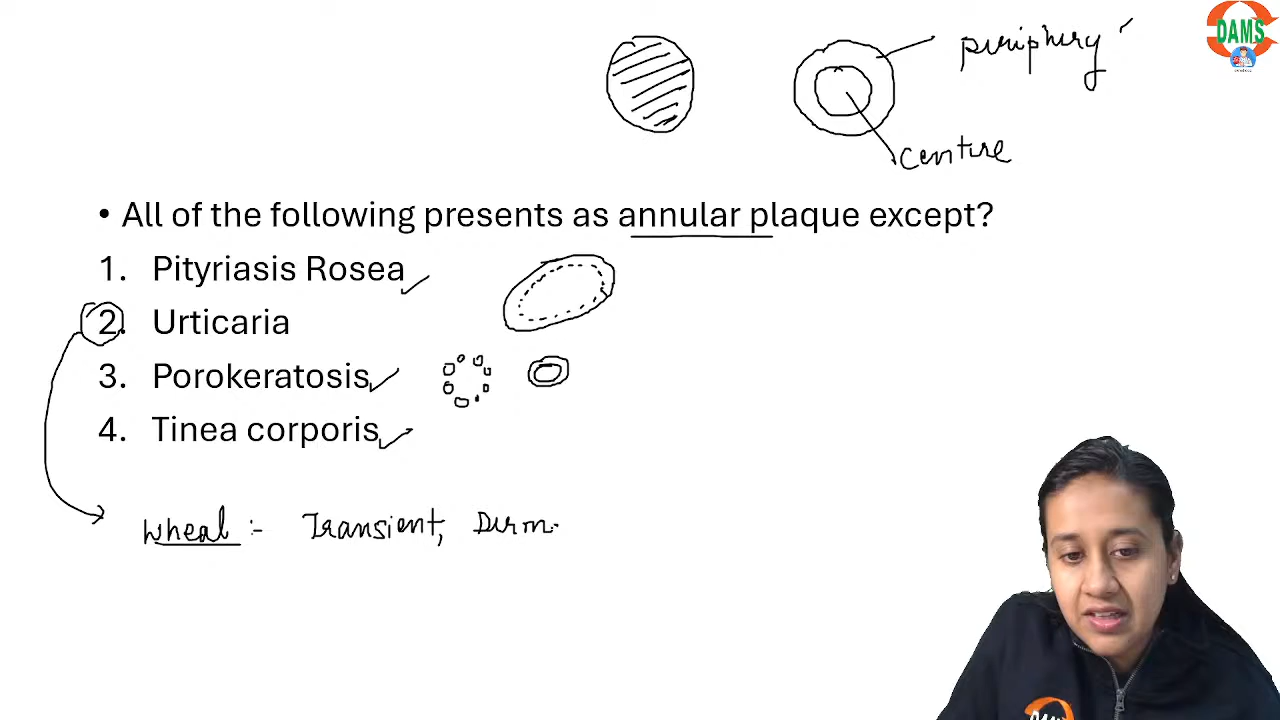 DAMS
periphery
Centre
• All of the following presents as annular plaque except?
1. Pityriasis Rosea
2. Urticaria
3. Porokeratosis
4. Tinea corporis
Wheal :- Transient, Derm
DAMS